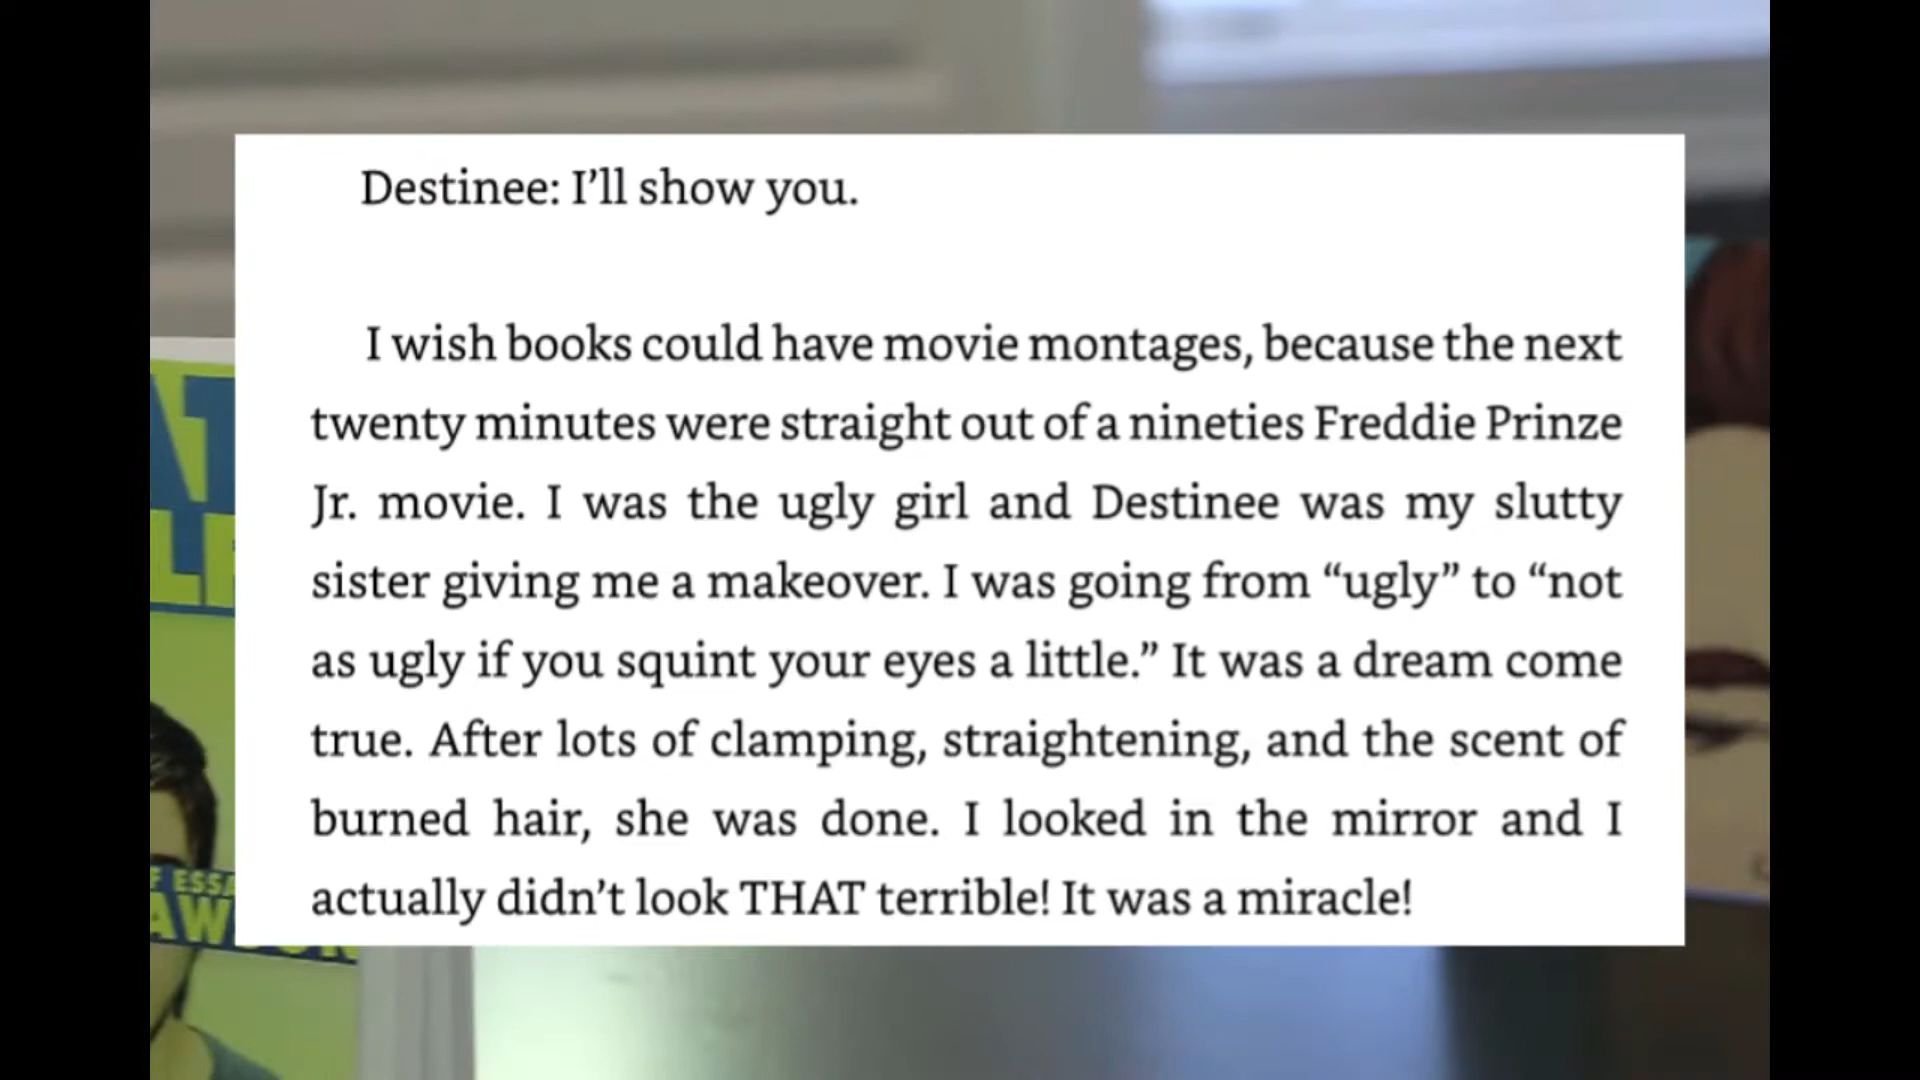 Destinee: I’ll show you.
I wish books could have movie montages, because the next
twenty minutes were straight out of a nineties Freddie Prinze
Jr. movie. I was the ugly girl and Destinee was my slutty
sister giving me a makeover. I was going from “ugly” to “not
as ugly if you squint your eyes a little.” It was a dream come
true. After lots of clamping, straightening, and the scent of
burned hair, she was done. I looked in the mirror and I
actually didn’t look THAT terrible! It was a miracle!